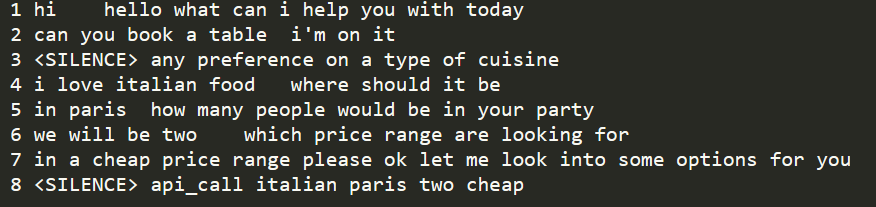 1 hi    hello what can i help you with today
2 can you book a table  i'm on it
3 <SILENCE> any preference on a type of cuisine
4 i love italian food   where should it be
5 in paris  how many people would be in your party
6 we will be two    which price range are looking for
7 in a cheap price range please ok let me look into some options for you
8 <SILENCE> api_call italian paris two cheap